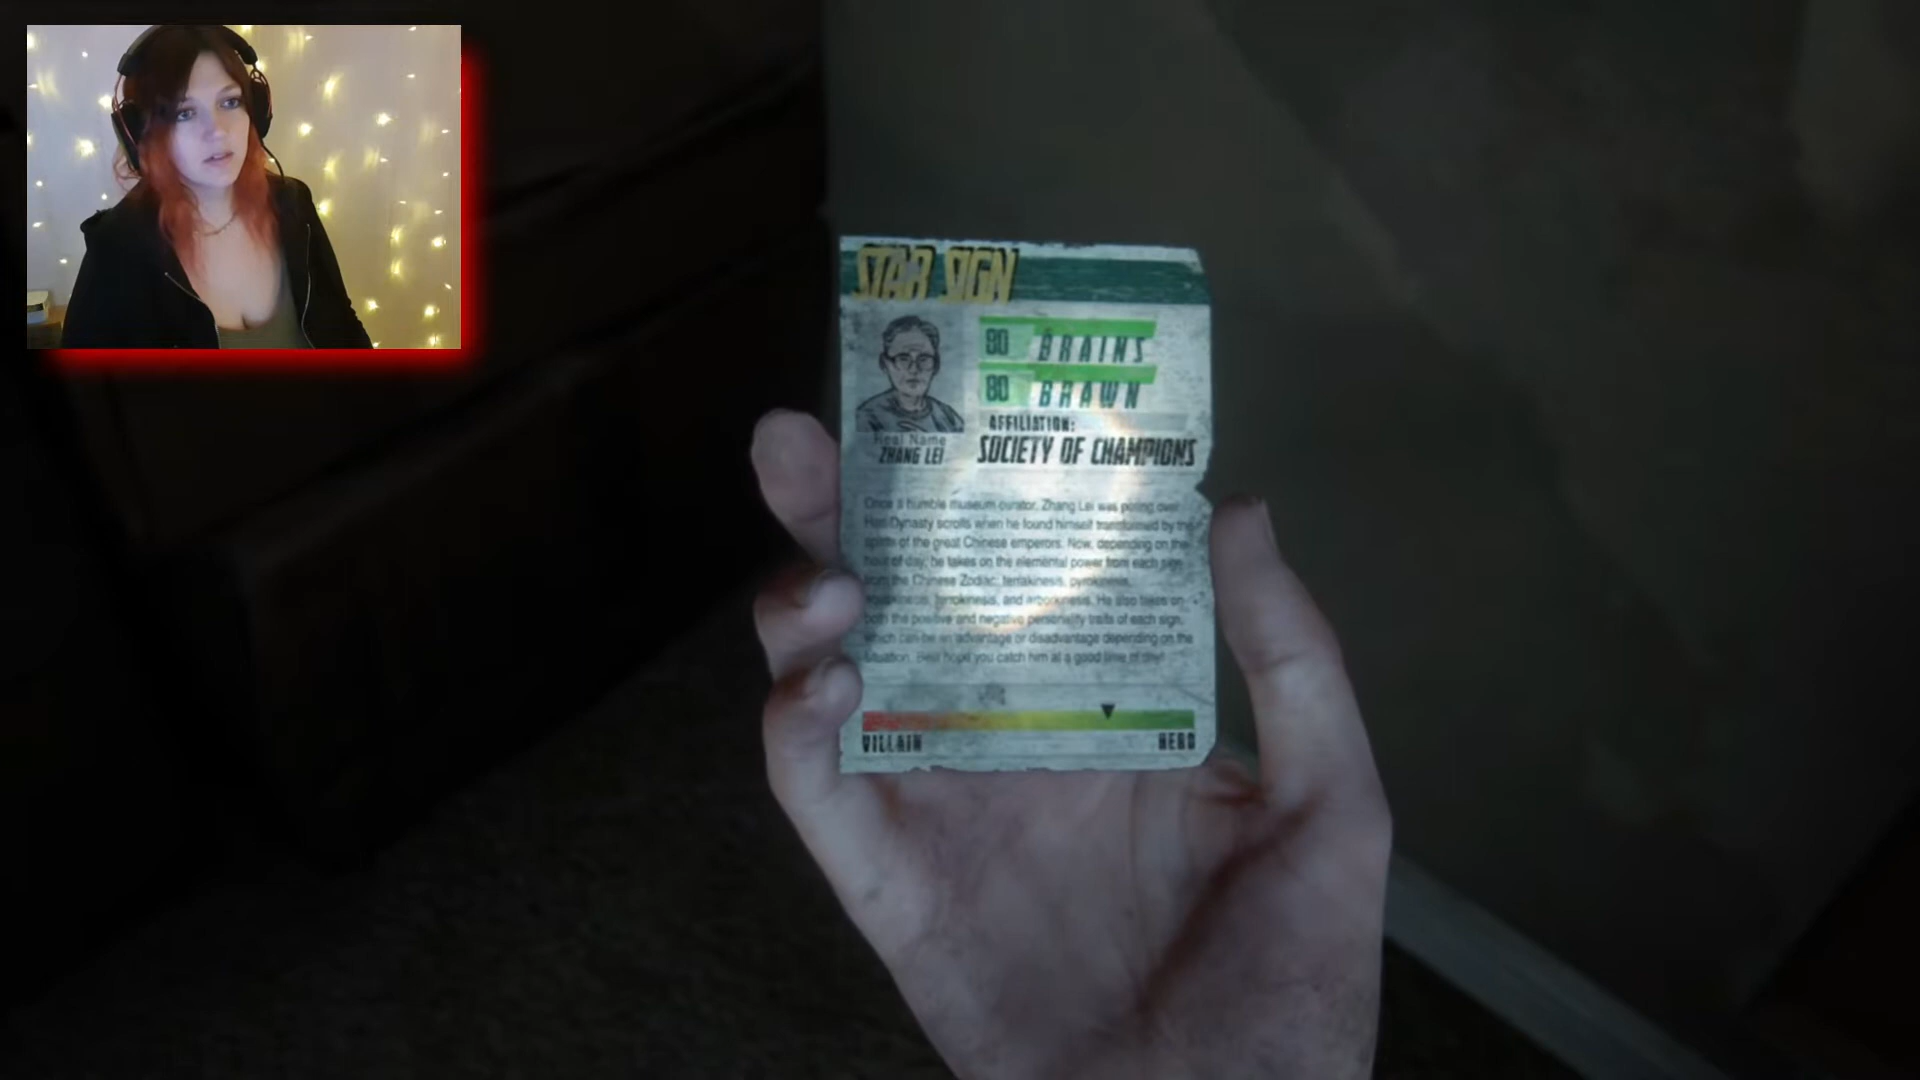 STAR SIGN
80 BRAINS
80 BRAWN
AFFILIATION:
SOCIETY OF CHAMPIONS
Real Name
ZHANG LEI
Once a humble museum curator, Zhang Lei was poring over
Han Dynasty scrolls when he found himself transformed by the
spirits of the great Chinese emperors. Now, depending on the
hour of day, he takes on the elemental power from each sign
from the Chinese Zodiac: terrakinesis, pyrokinesis,
and arborkinesis. He also takes on
both the positive and negative personality traits of each sign,
which can be an advantage or disadvantage depending on the
situation. Best hope you catch him at a good time of day!
VILLAIN HERO